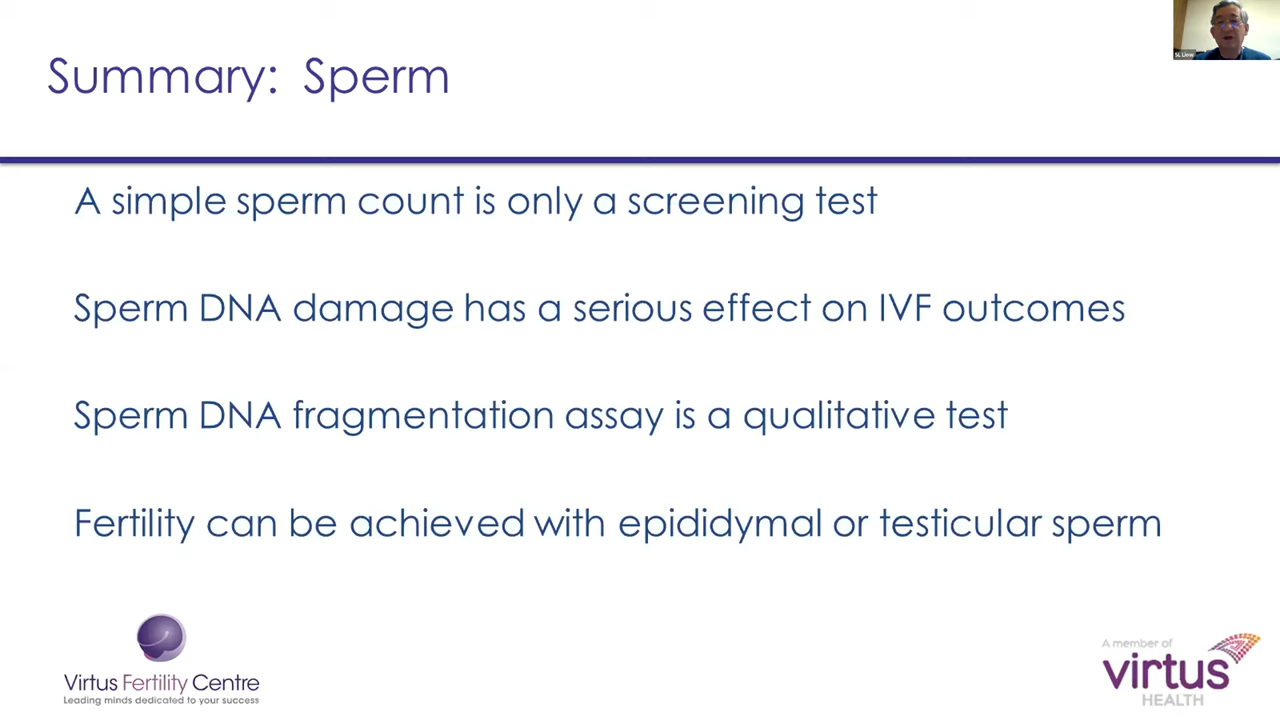 SL Liew
Summary: Sperm
A simple sperm count is only a screening test
Sperm DNA damage has a serious effect on IVF outcomes
Sperm DNA fragmentation assay is a qualitative test
Fertility can be achieved with epididymal or testicular sperm
Virtus Fertility Centre
Leading minds dedicated to your success
A member of
virtus
HEALTH